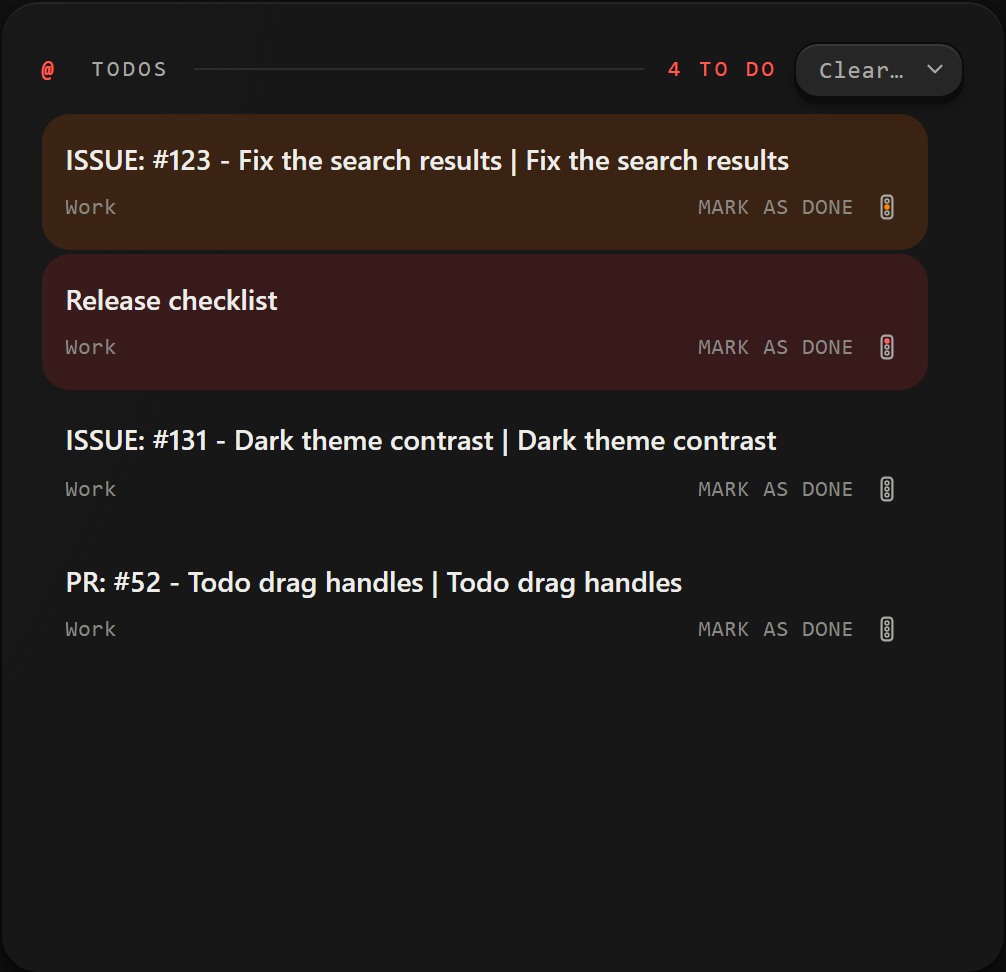 @ TODOS 4 TO DO Clear…
ISSUE: #123 - Fix the search results | Fix the search results
Work MARK AS DONE
Release checklist
Work MARK AS DONE
ISSUE: #131 - Dark theme contrast | Dark theme contrast
Work MARK AS DONE
PR: #52 - Todo drag handles | Todo drag handles
Work MARK AS DONE